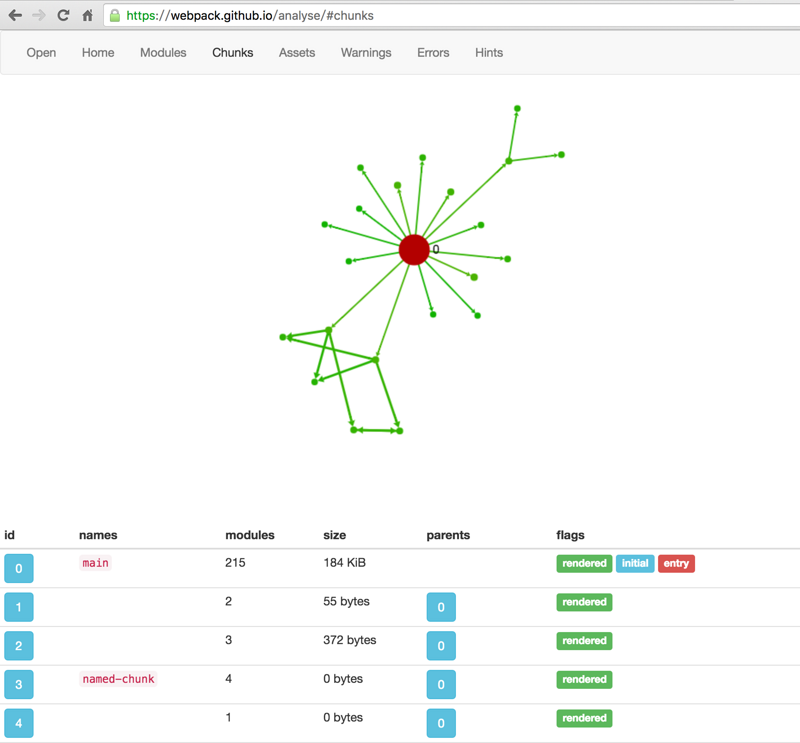 https://webpack.github.io/analyse/#chunks
Open Home Modules Chunks Assets Warnings Errors Hints
0
id names modules size parents flags
0 main 215 184 KiB rendered initial entry
1 2 55 bytes 0 rendered
2 3 372 bytes 0 rendered
3 named-chunk 4 0 bytes 0 rendered
4 1 0 bytes 0 rendered